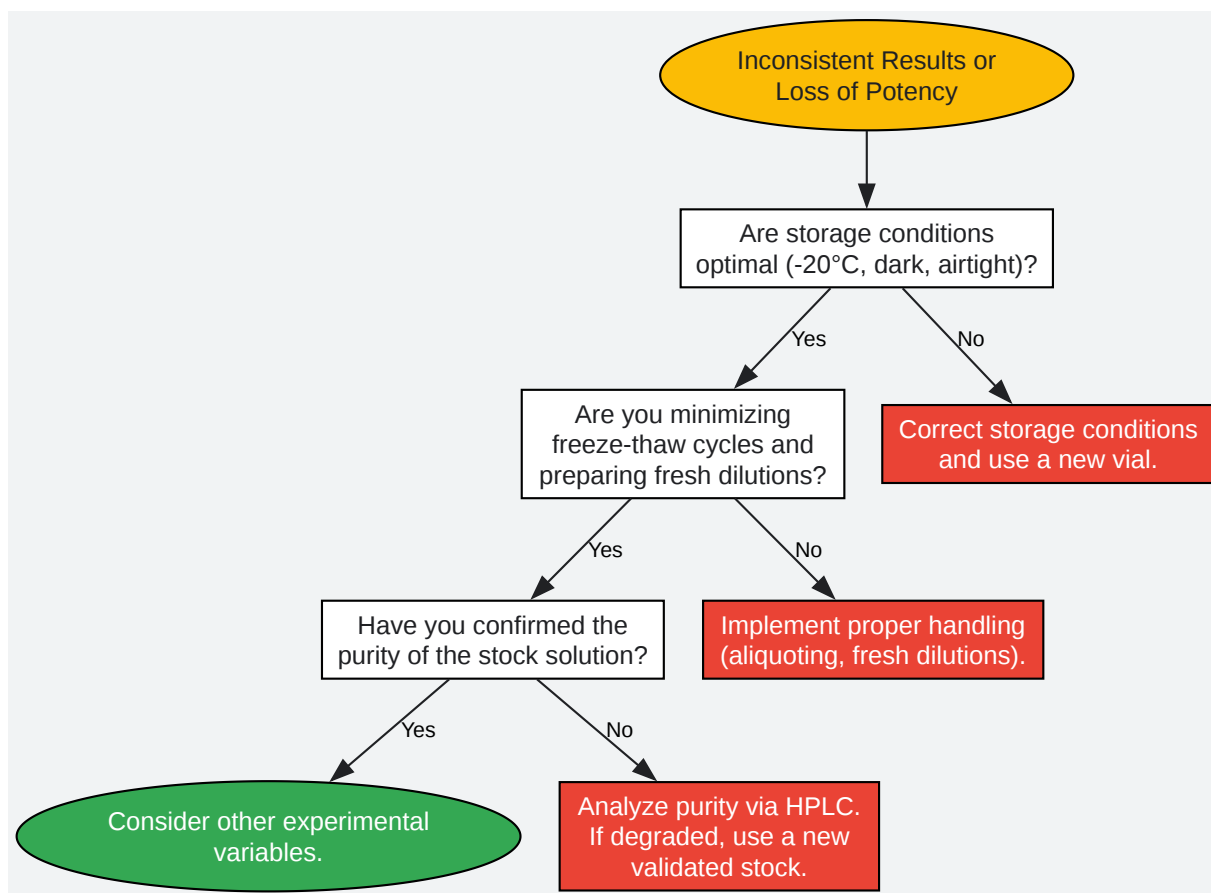 Inconsistent Results or
Loss of Potency
Are storage conditions
optimal (-20°C, dark, airtight)?
Yes
No
Are you minimizing
freeze-thaw cycles and
preparing fresh dilutions?
Correct storage conditions
and use a new vial.
Yes
No
Have you confirmed the
purity of the stock solution?
Implement proper handling
(aliquoting, fresh dilutions).
Yes
No
Consider other experimental
variables.
Analyze purity via HPLC.
If degraded, use a new
validated stock.